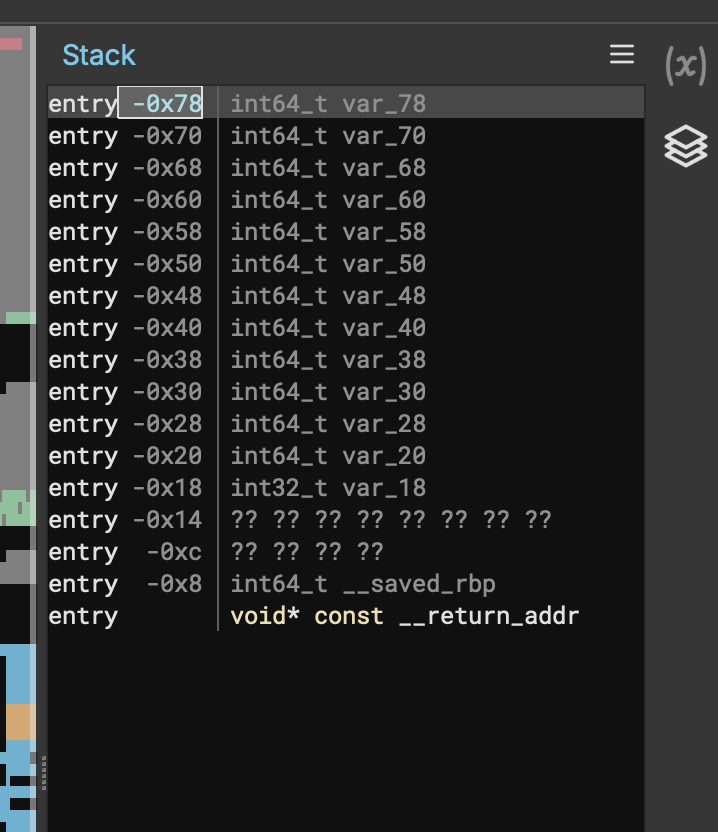 Stack
(x)
entry -0x78 int64_t var_78
entry -0x70 int64_t var_70
entry -0x68 int64_t var_68
entry -0x60 int64_t var_60
entry -0x58 int64_t var_58
entry -0x50 int64_t var_50
entry -0x48 int64_t var_48
entry -0x40 int64_t var_40
entry -0x38 int64_t var_38
entry -0x30 int64_t var_30
entry -0x28 int64_t var_28
entry -0x20 int64_t var_20
entry -0x18 int32_t var_18
entry -0x14 ?? ?? ?? ?? ?? ?? ?? ??
entry -0xc ?? ?? ?? ??
entry -0x8 int64_t __saved_rbp
entry void* const __return_addr